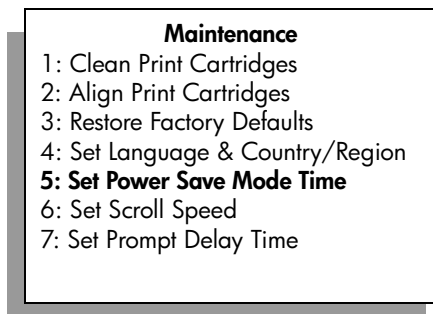 Maintenance
1: Clean Print Cartridges
2: Align Print Cartridges
3: Restore Factory Defaults
4: Set Language & Country/Region
5: Set Power Save Mode Time
6: Set Scroll Speed
7: Set Prompt Delay Time